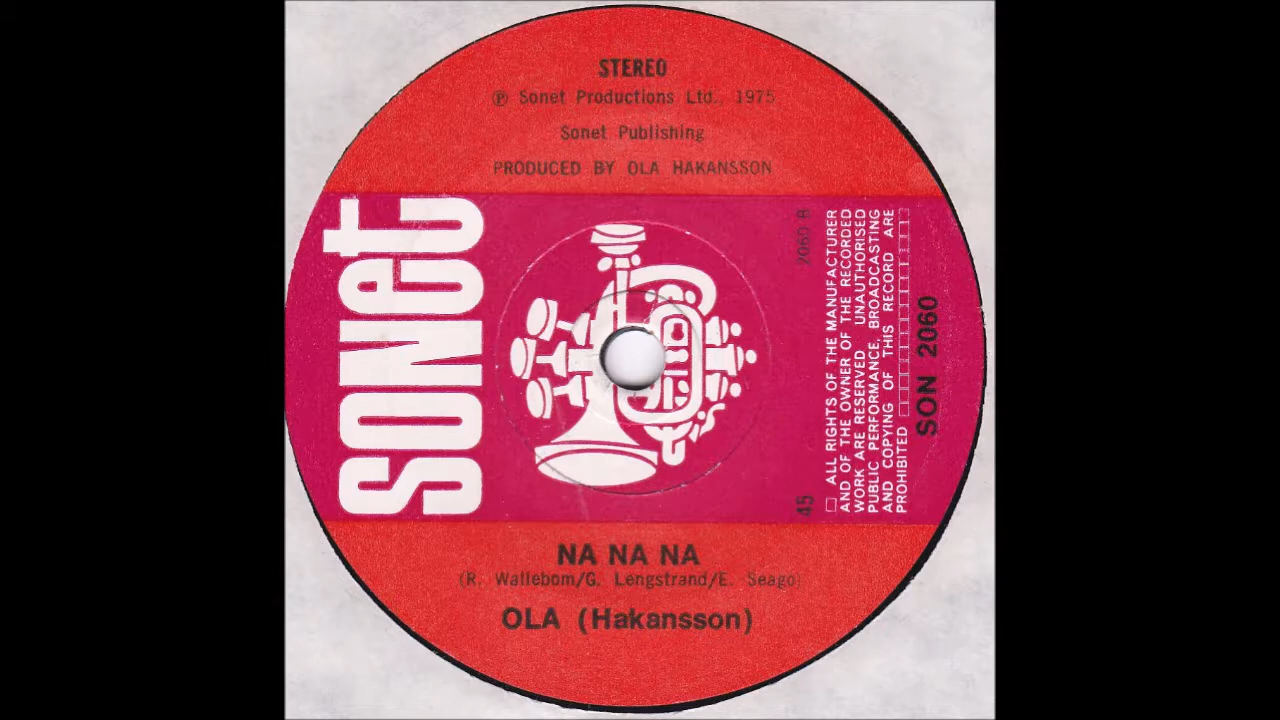 STEREO
℗ Sonet Productions Ltd., 1975
Sonet Publishing
PRODUCED BY OLA HAKANSSON
sonet
2060-B
45
ALL RIGHTS OF THE MANUFACTURER
AND OF THE OWNER OF THE RECORDED
WORK ARE RESERVED. UNAUTHORISED
PUBLIC PERFORMANCE, BROADCASTING
AND COPYING OF THIS RECORD ARE
PROHIBITED
SON 2060
NA NA NA
(R. Wallebom/G. Lengstrand/E. Seago)
OLA (Hakansson)